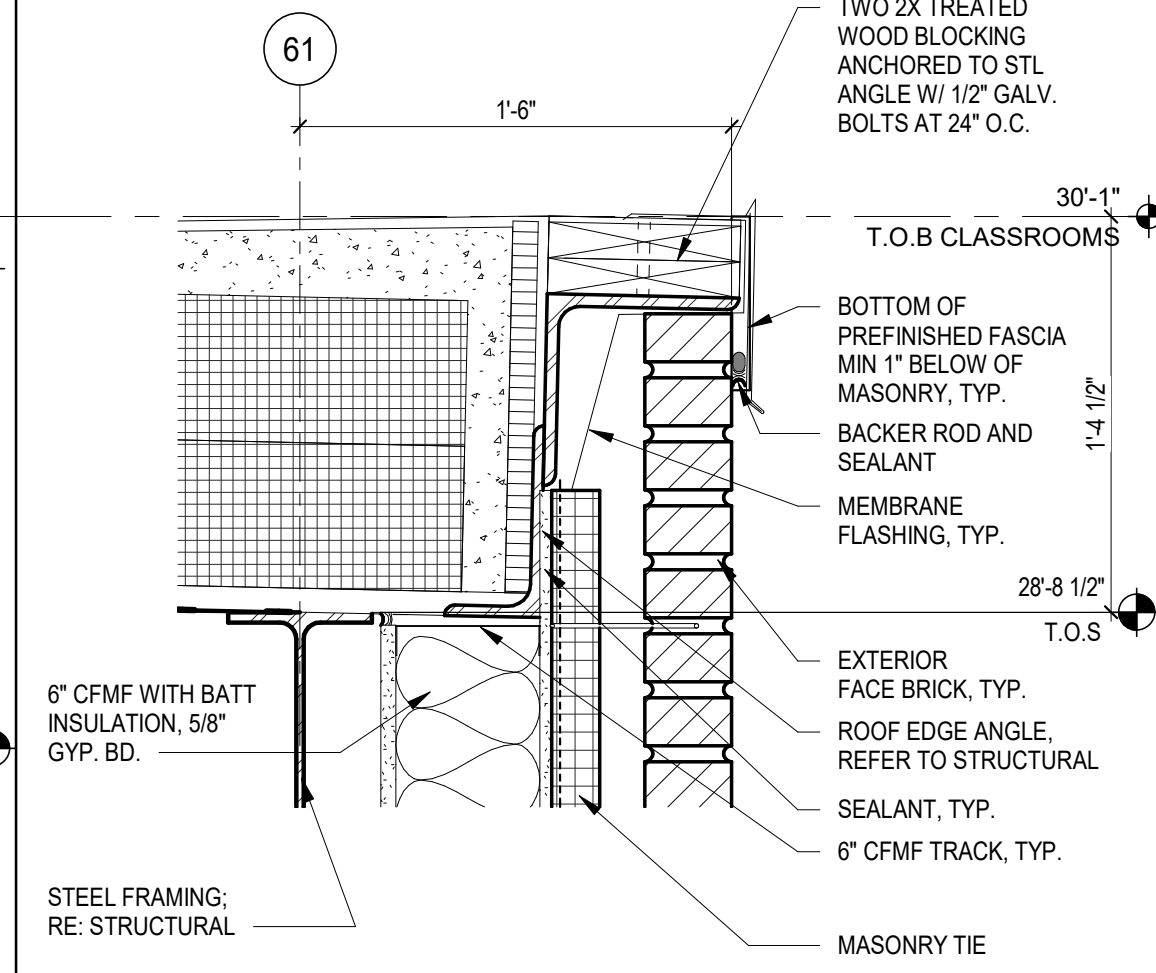 TWO 2X TREATED
WOOD BLOCKING
ANCHORED TO STL
ANGLE W/ 1/2" GALV.
BOLTS AT 24" O.C.
61
1'-6"
30'-1"
T.O.B CLASSROOMS
BOTTOM OF
PREFINISHED FASCIA
MIN 1" BELOW OF
MASONRY, TYP.
1'-4 1/2"
BACKER ROD AND
SEALANT
MEMBRANE
FLASHING, TYP.
28'-8 1/2"
T.O.S
EXTERIOR
FACE BRICK, TYP.
6" CFMF WITH BATT
INSULATION, 5/8"
GYP. BD.
ROOF EDGE ANGLE,
REFER TO STRUCTURAL
SEALANT, TYP.
6" CFMF TRACK, TYP.
STEEL FRAMING;
RE: STRUCTURAL
MASONRY TIE